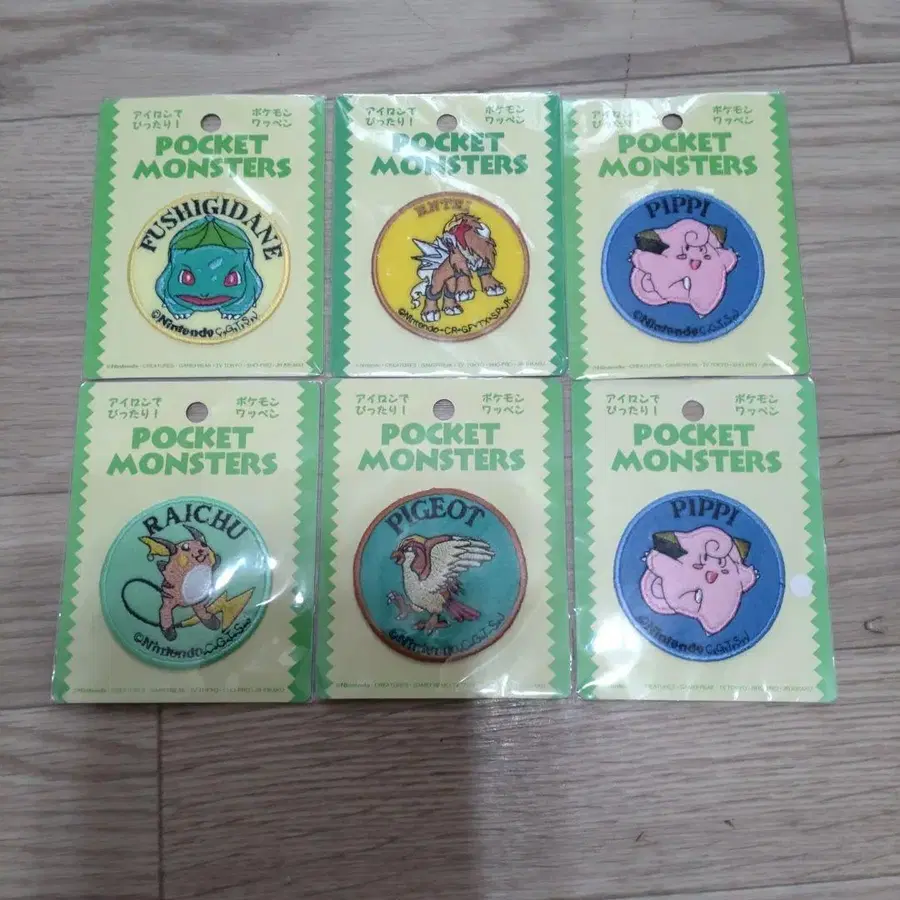 アイロンで
ぴったり！
ポケモン
ワッペン
POCKET
MONSTERS
FUSHIGIDANE
©Nintendo C,G,T,S,W
アイロンで
ぴったり！
ポケモン
ワッペン
POCKET
MONSTERS
ENTEI
©Nintendo・CR・GF・TX・SP・JK
アイロンで
ぴったり！
ポケモン
ワッペン
POCKET
MONSTERS
PIPPI
©Nintendo
アイロンで
ぴったり！
ポケモン
ワッペン
POCKET
MONSTERS
RAICHU
©Nintendo
アイロンで
ぴったり！
ポケモン
ワッペン
POCKET
MONSTERS
PIGEOT
アイロンで
ぴったり！
ポケモン
ワッペン
POCKET
MONSTERS
PIPPI
©Nintendo